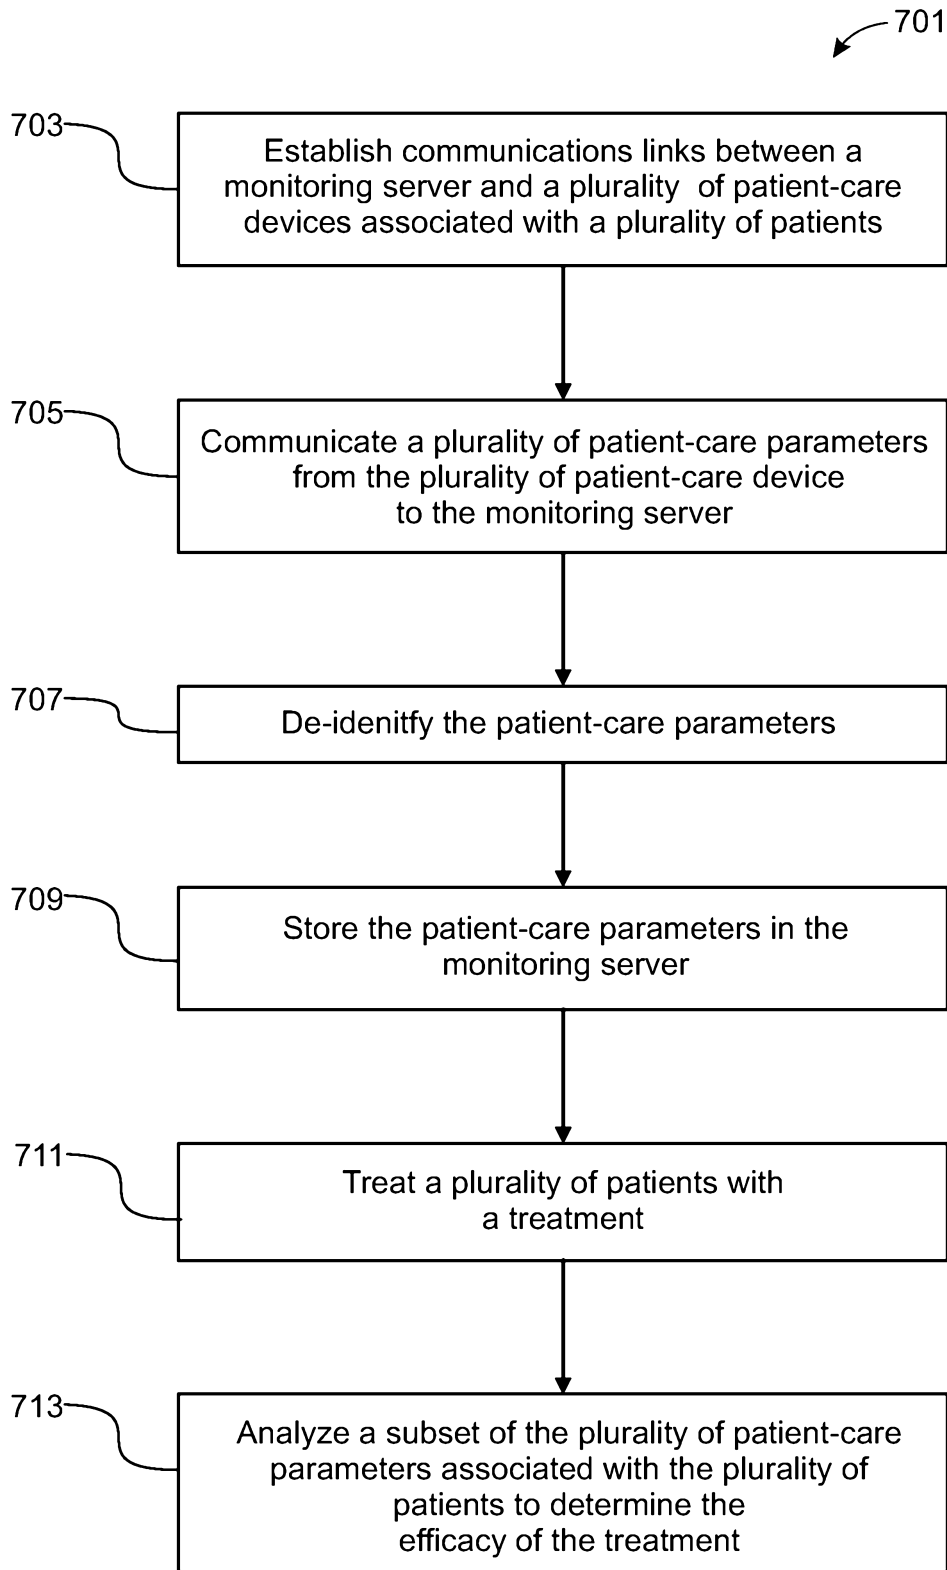 701
703
Establish communications links between a
monitoring server and a plurality of patient-care
devices associated with a plurality of patients
705
Communicate a plurality of patient-care parameters
from the plurality of patient-care device
to the monitoring server
707
De-idenitfy the patient-care parameters
709
Store the patient-care parameters in the
monitoring server
711
Treat a plurality of patients with
a treatment
713
Analyze a subset of the plurality of patient-care
parameters associated with the plurality of
patients to determine the
efficacy of the treatment